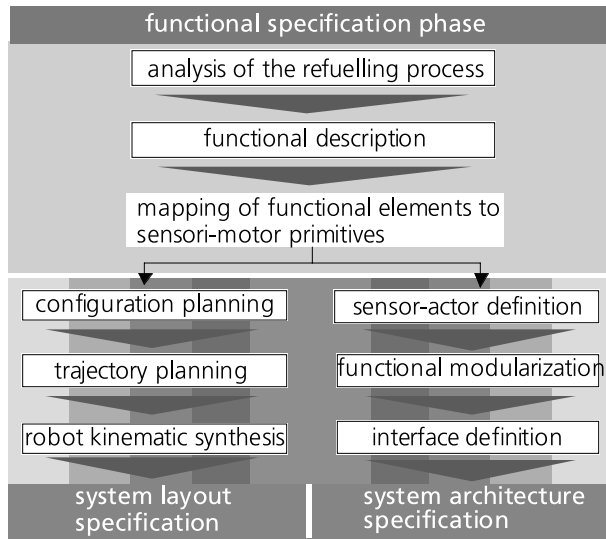 functional specification phase
analysis of the refuelling process
functional description
mapping of functional elements to
sensori-motor primitives
configuration planning
trajectory planning
robot kinematic synthesis
system layout
specification
sensor-actor definition
functional modularization
interface definition
system architecture
specification